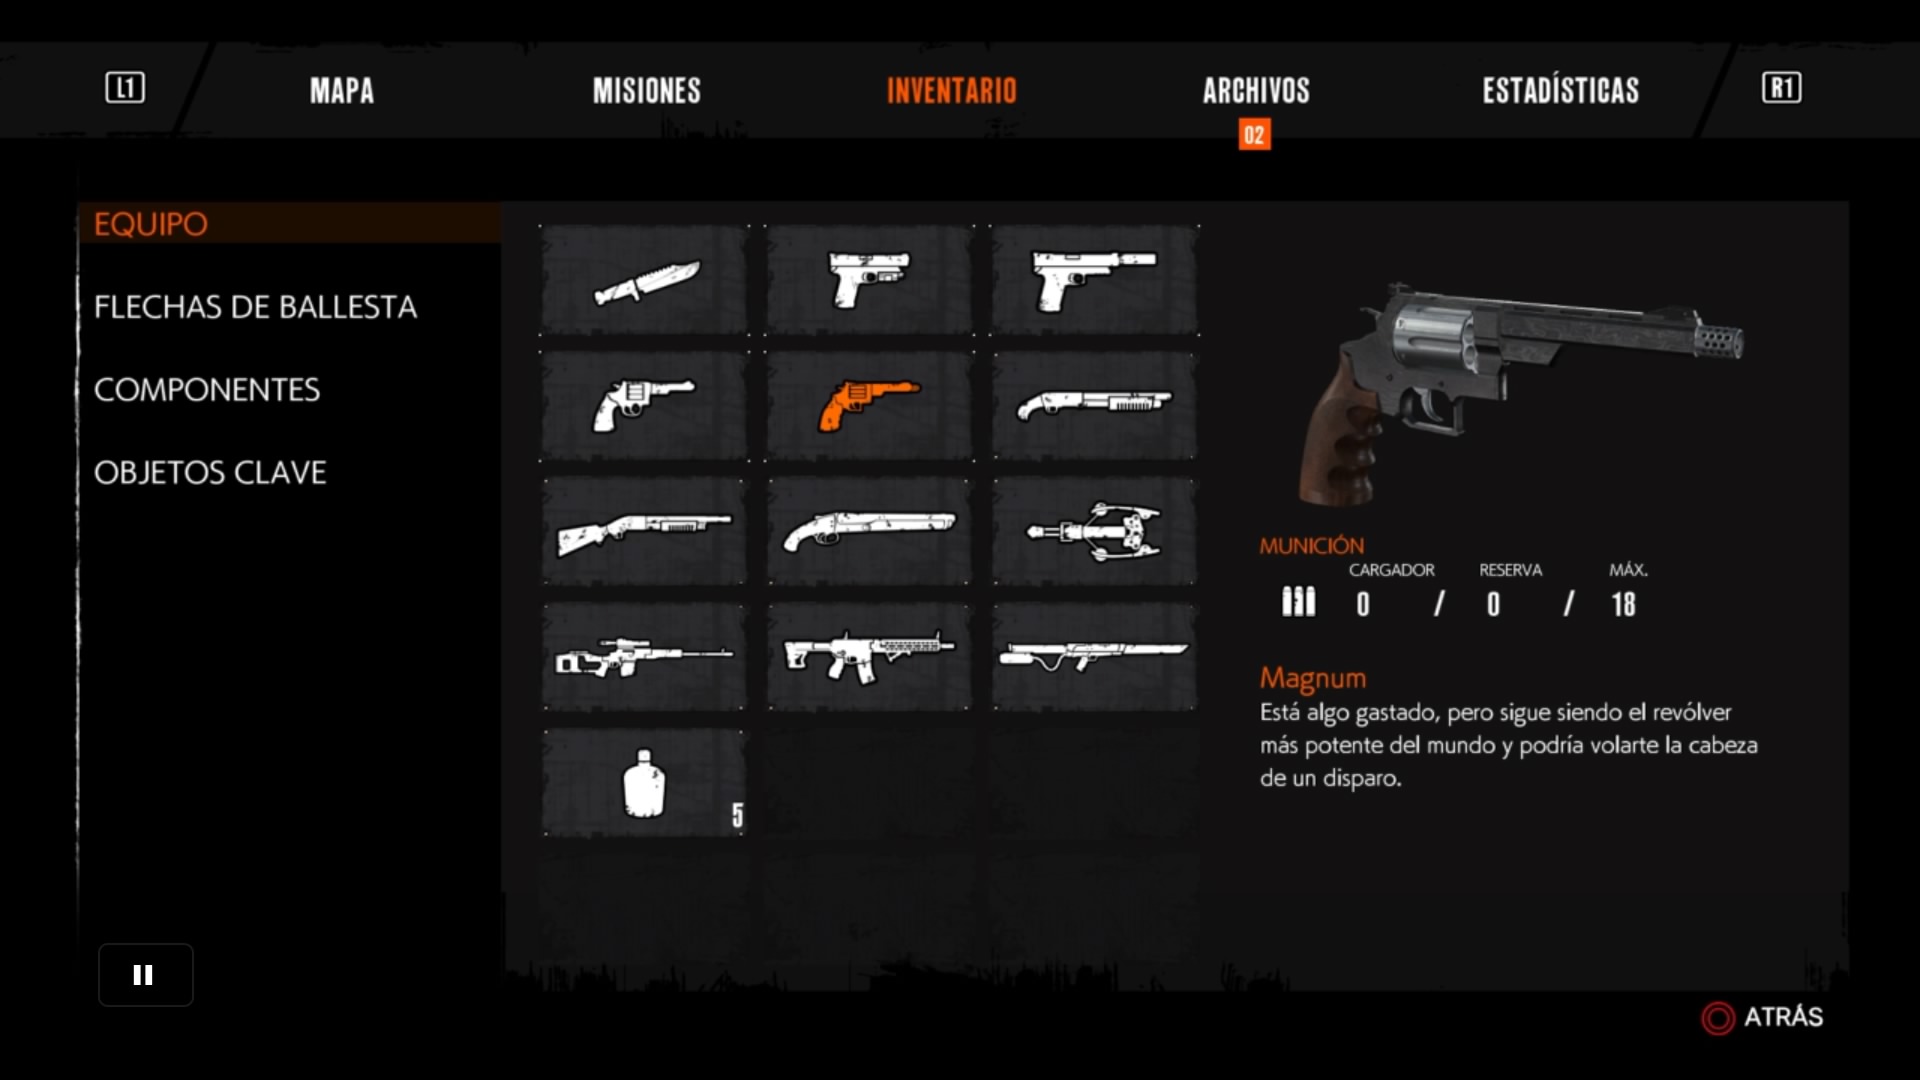 L1 MAPA MISIONES INVENTARIO ARCHIVOS ESTADÍSTICAS R1
02
EQUIPO
FLECHAS DE BALLESTA
COMPONENTES
OBJETOS CLAVE
5
MUNICIÓN
CARGADOR RESERVA MÁX.
0 / 0 / 18
Magnum
Está algo gastado, pero sigue siendo el revólver
más potente del mundo y podría volarte la cabeza
de un disparo.
ATRÁS